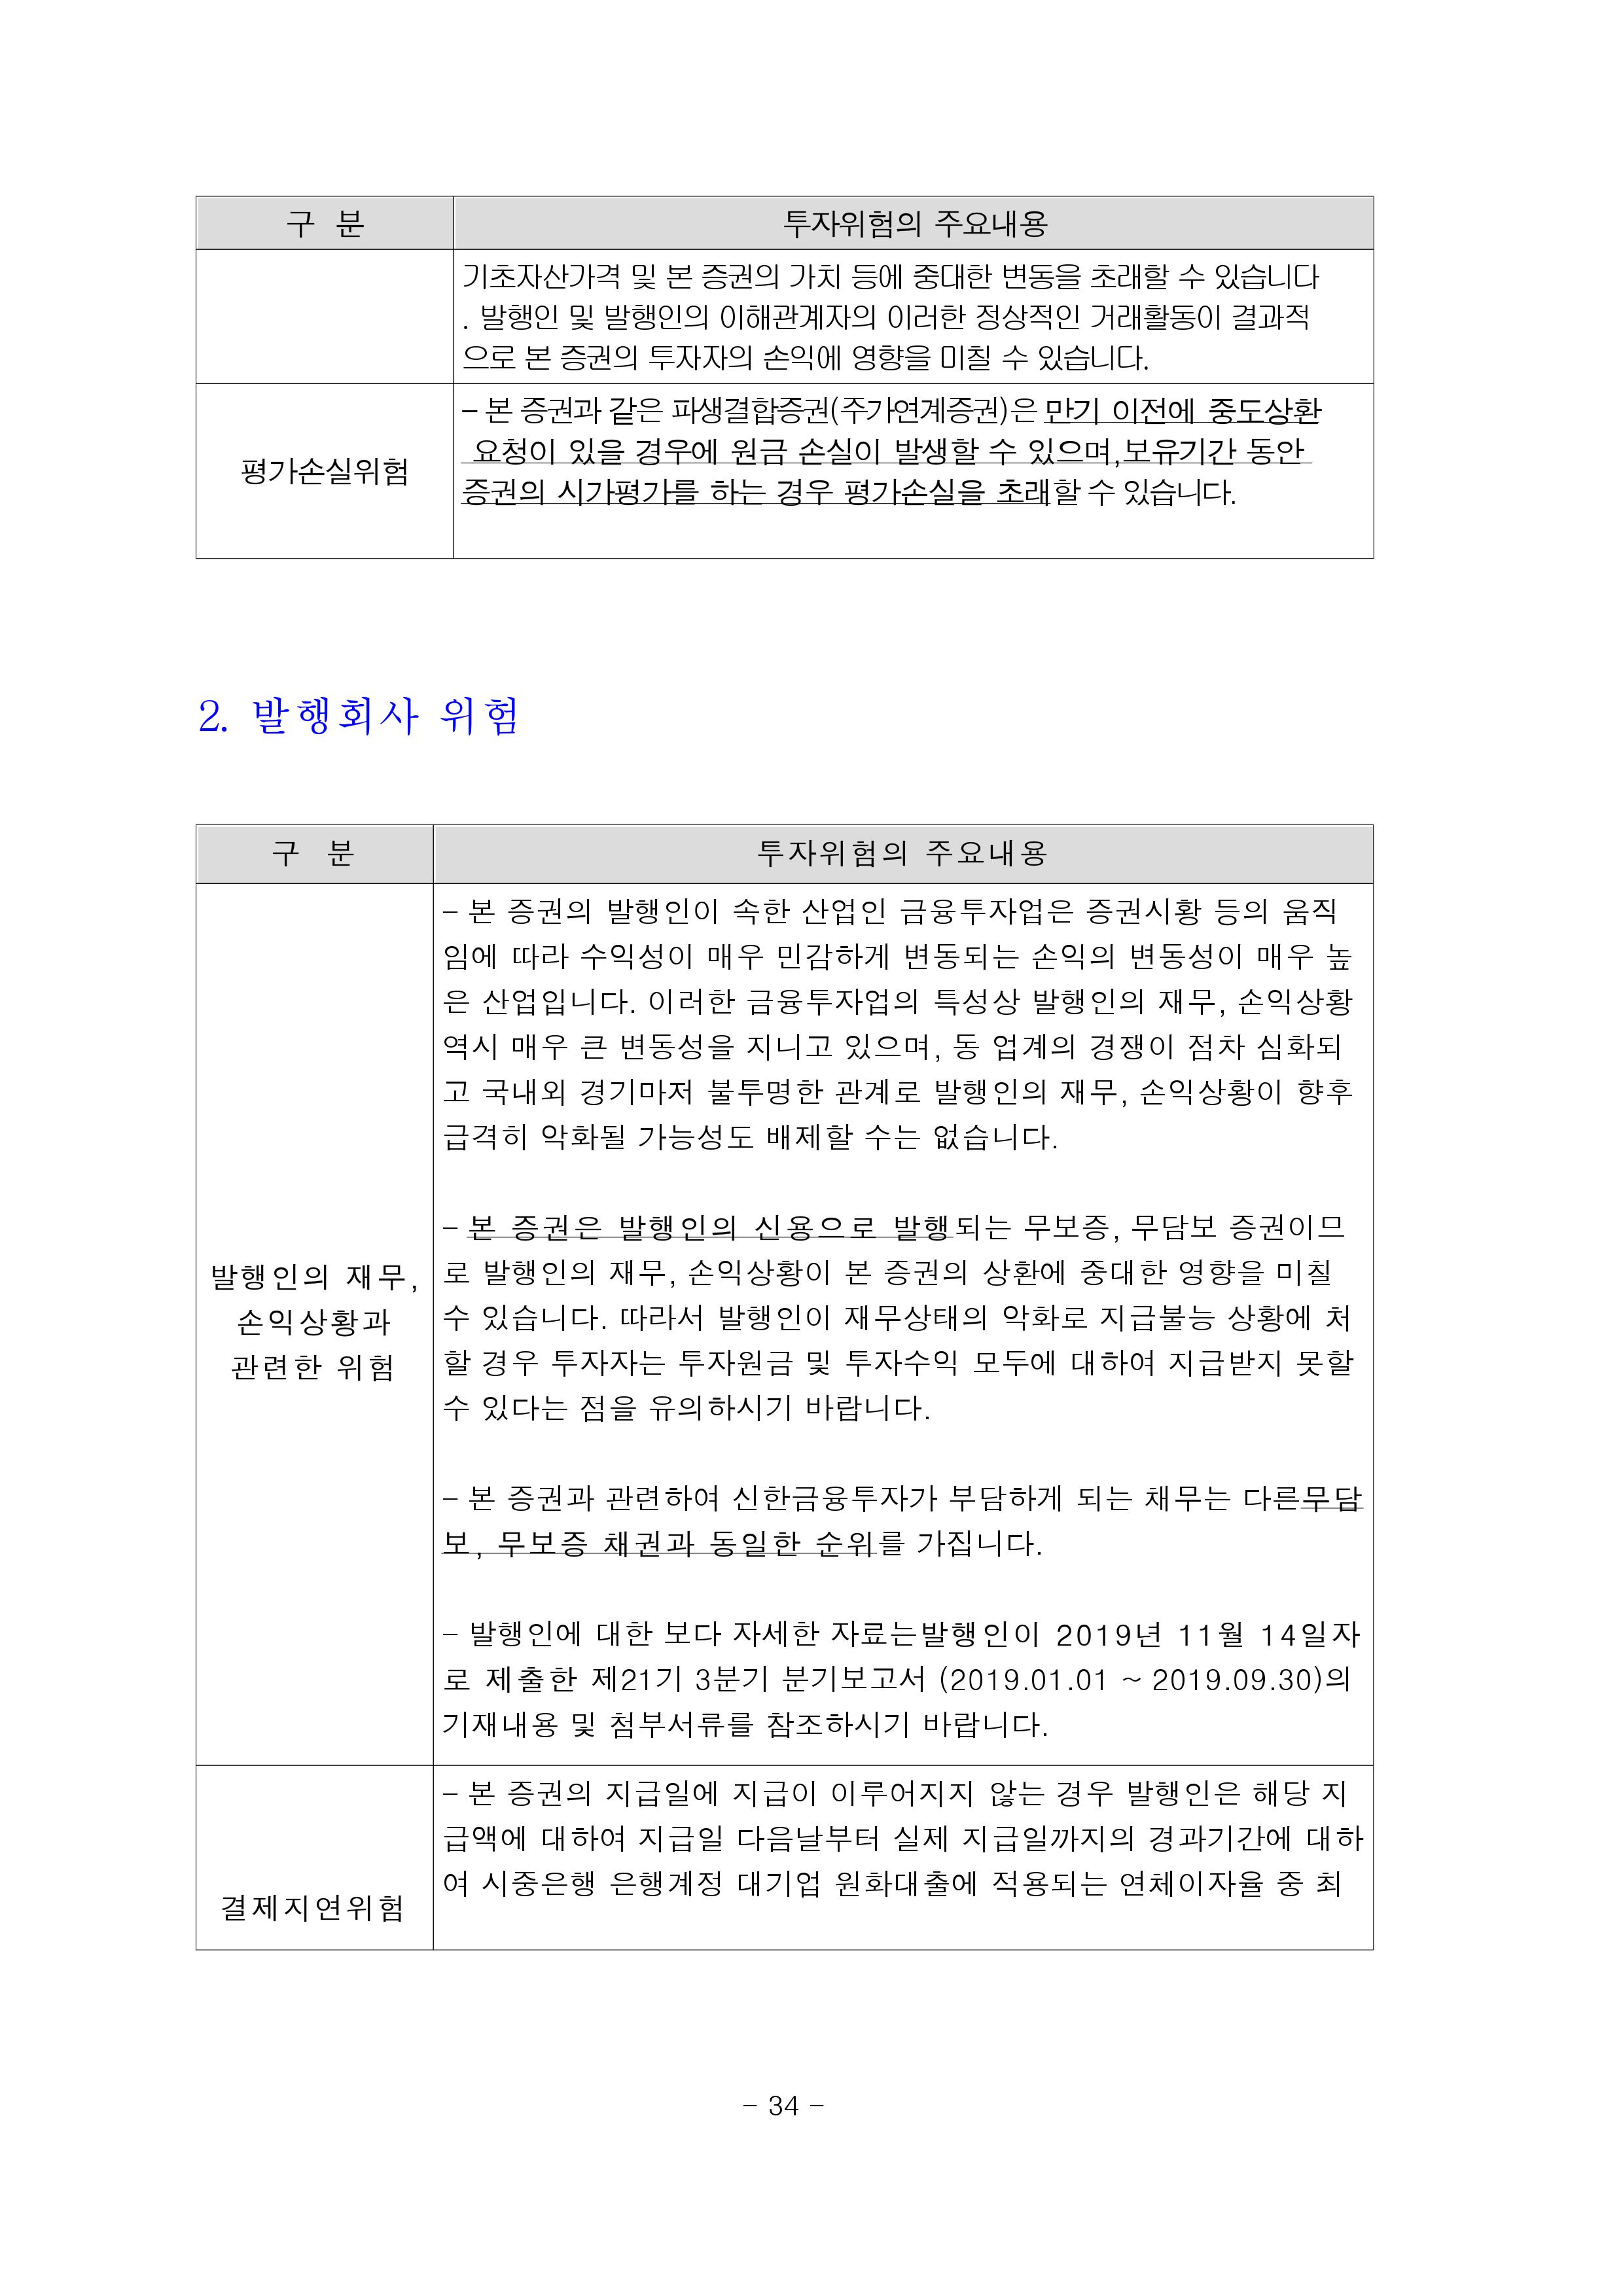 구 분 투자위험의 주요내용
기초자산가격 및 본 증권의 가치 등에 중대한 변동을 초래할 수 있습니다
. 발행인 및 발행인의 이해관계자의 이러한 정상적인 거래활동이 결과적
으로 본 증권의 투자자의 손익에 영향을 미칠 수 있습니다.
평가손실위험
– 본 증권과 같은 파생결합증권(주가연계증권)은 만기 이전에 중도상환
요청이 있을 경우에 원금 손실이 발생할 수 있으며,보유기간 동안
증권의 시가평가를 하는 경우 평가손실을 초래할 수 있습니다.
2. 발행회사 위험
구 분 투자위험의 주요내용
발행인의 재무,
손익상황과
관련한 위험
– 본 증권의 발행인이 속한 산업인 금융투자업은 증권시황 등의 움직
임에 따라 수익성이 매우 민감하게 변동되는 손익의 변동성이 매우 높
은 산업입니다. 이러한 금융투자업의 특성상 발행인의 재무, 손익상황
역시 매우 큰 변동성을 지니고 있으며, 동 업계의 경쟁이 점차 심화되
고 국내외 경기마저 불투명한 관계로 발행인의 재무, 손익상황이 향후
급격히 악화될 가능성도 배제할 수는 없습니다.
– 본 증권은 발행인의 신용으로 발행되는 무보증, 무담보 증권이므
로 발행인의 재무, 손익상황이 본 증권의 상환에 중대한 영향을 미칠
수 있습니다. 따라서 발행인이 재무상태의 악화로 지급불능 상황에 처
할 경우 투자자는 투자원금 및 투자수익 모두에 대하여 지급받지 못할
수 있다는 점을 유의하시기 바랍니다.
– 본 증권과 관련하여 신한금융투자가 부담하게 되는 채무는 다른무담
보, 무보증 채권과 동일한 순위를 가집니다.
– 발행인에 대한 보다 자세한 자료는발행인이 2019년 11월 14일자
로 제출한 제21기 3분기 분기보고서 (2019.01.01 ~ 2019.09.30)의
기재내용 및 첨부서류를 참조하시기 바랍니다.
결제지연위험
– 본 증권의 지급일에 지급이 이루어지지 않는 경우 발행인은 해당 지
급액에 대하여 지급일 다음날부터 실제 지급일까지의 경과기간에 대하
여 시중은행 은행계정 대기업 원화대출에 적용되는 연체이자율 중 최
– 34 –